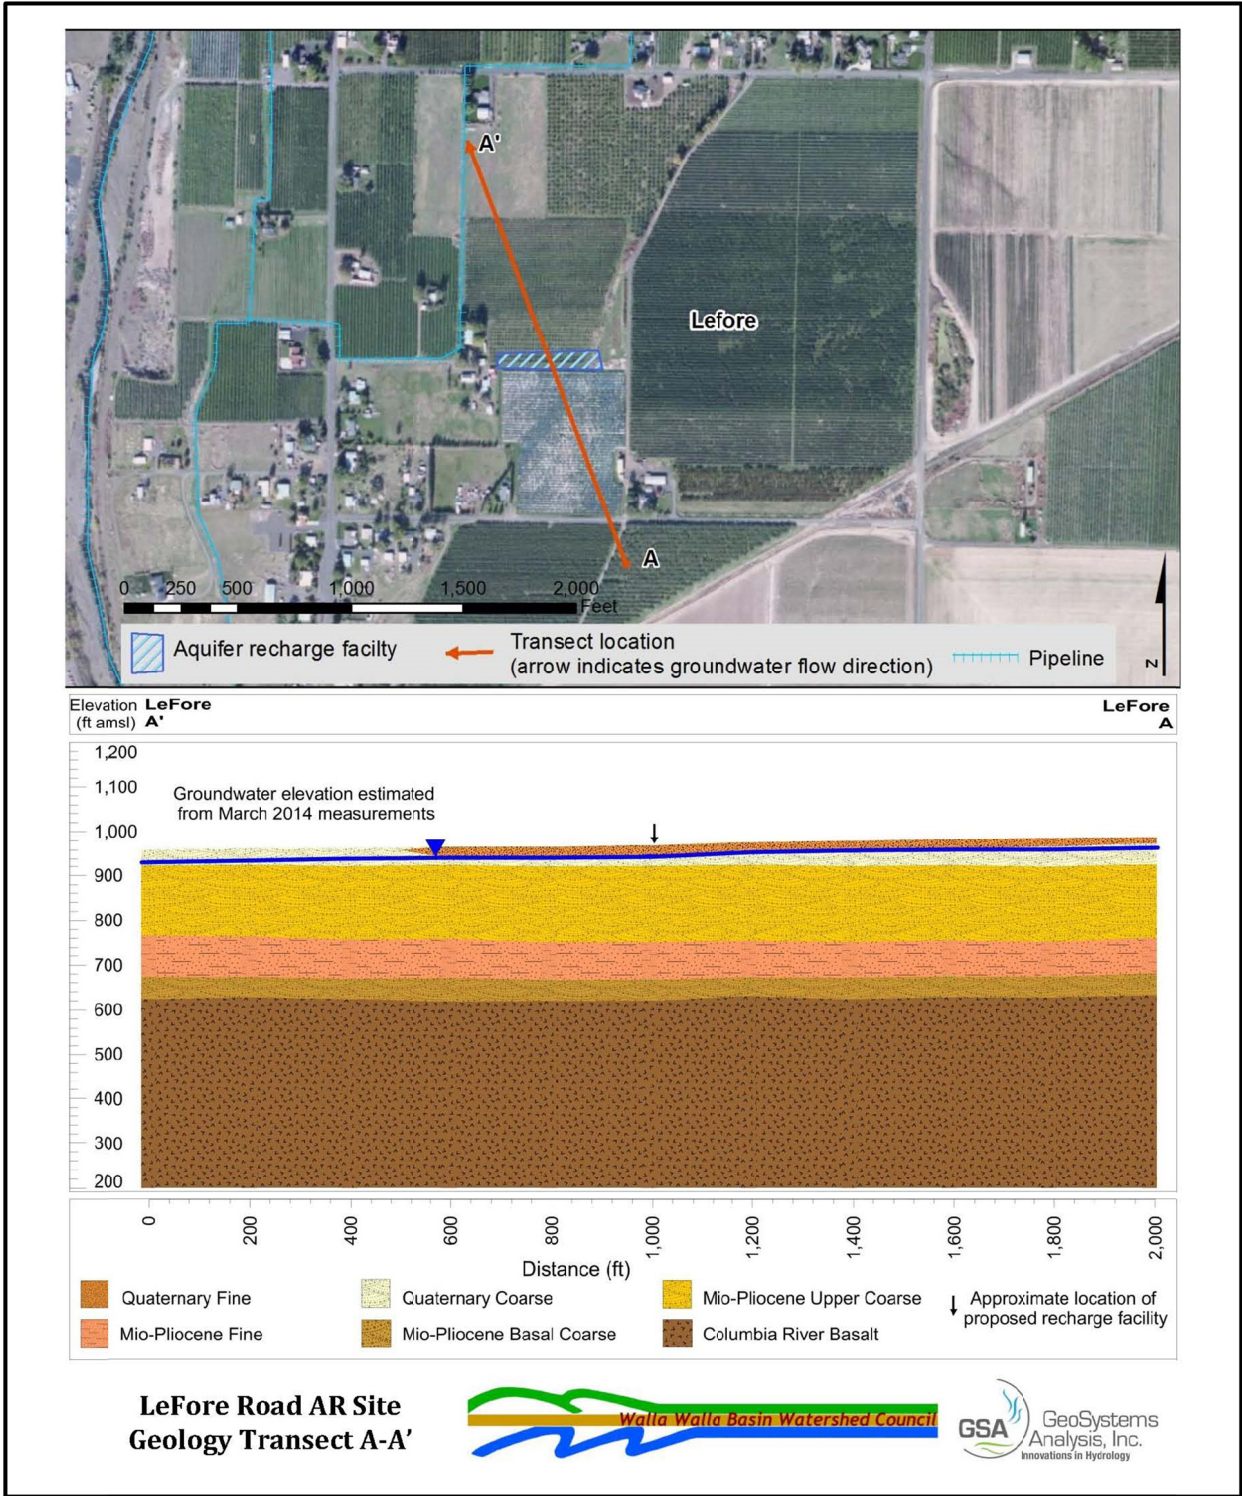 A'
Lefore
A
0 250 500 1,000 1,500 2,000
Feet
Aquifer recharge facilty
Transect location
(arrow indicates groundwater flow direction)
Pipeline
N
Elevation LeFore
(ft amsl) A'
LeFore
A
1,200
1,100
1,000
900
800
700
600
500
400
300
200
Groundwater elevation estimated
from March 2014 measurements
0 200 400 600 800 1,000 1,200 1,400 1,600 1,800 2,000
Distance (ft)
Quaternary Fine
Quaternary Coarse
Mio-Pliocene Upper Coarse
Approximate location of
proposed recharge facility
Mio-Pliocene Fine
Mio-Pliocene Basal Coarse
Columbia River Basalt
LeFore Road AR Site
Geology Transect A-A’
Walla Walla Basin Watershed Council
GSA
GeoSystems
Analysis, Inc.
Innovations in Hydrology